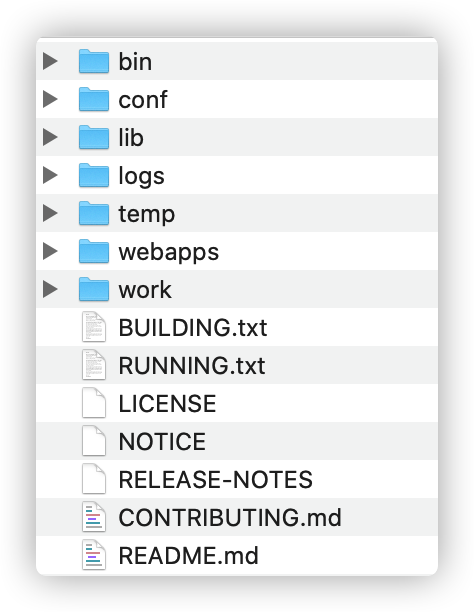 bin
conf
lib
logs
temp
webapps
work
BUILDING.txt
RUNNING.txt
LICENSE
NOTICE
RELEASE-NOTES
CONTRIBUTING.md
README.md